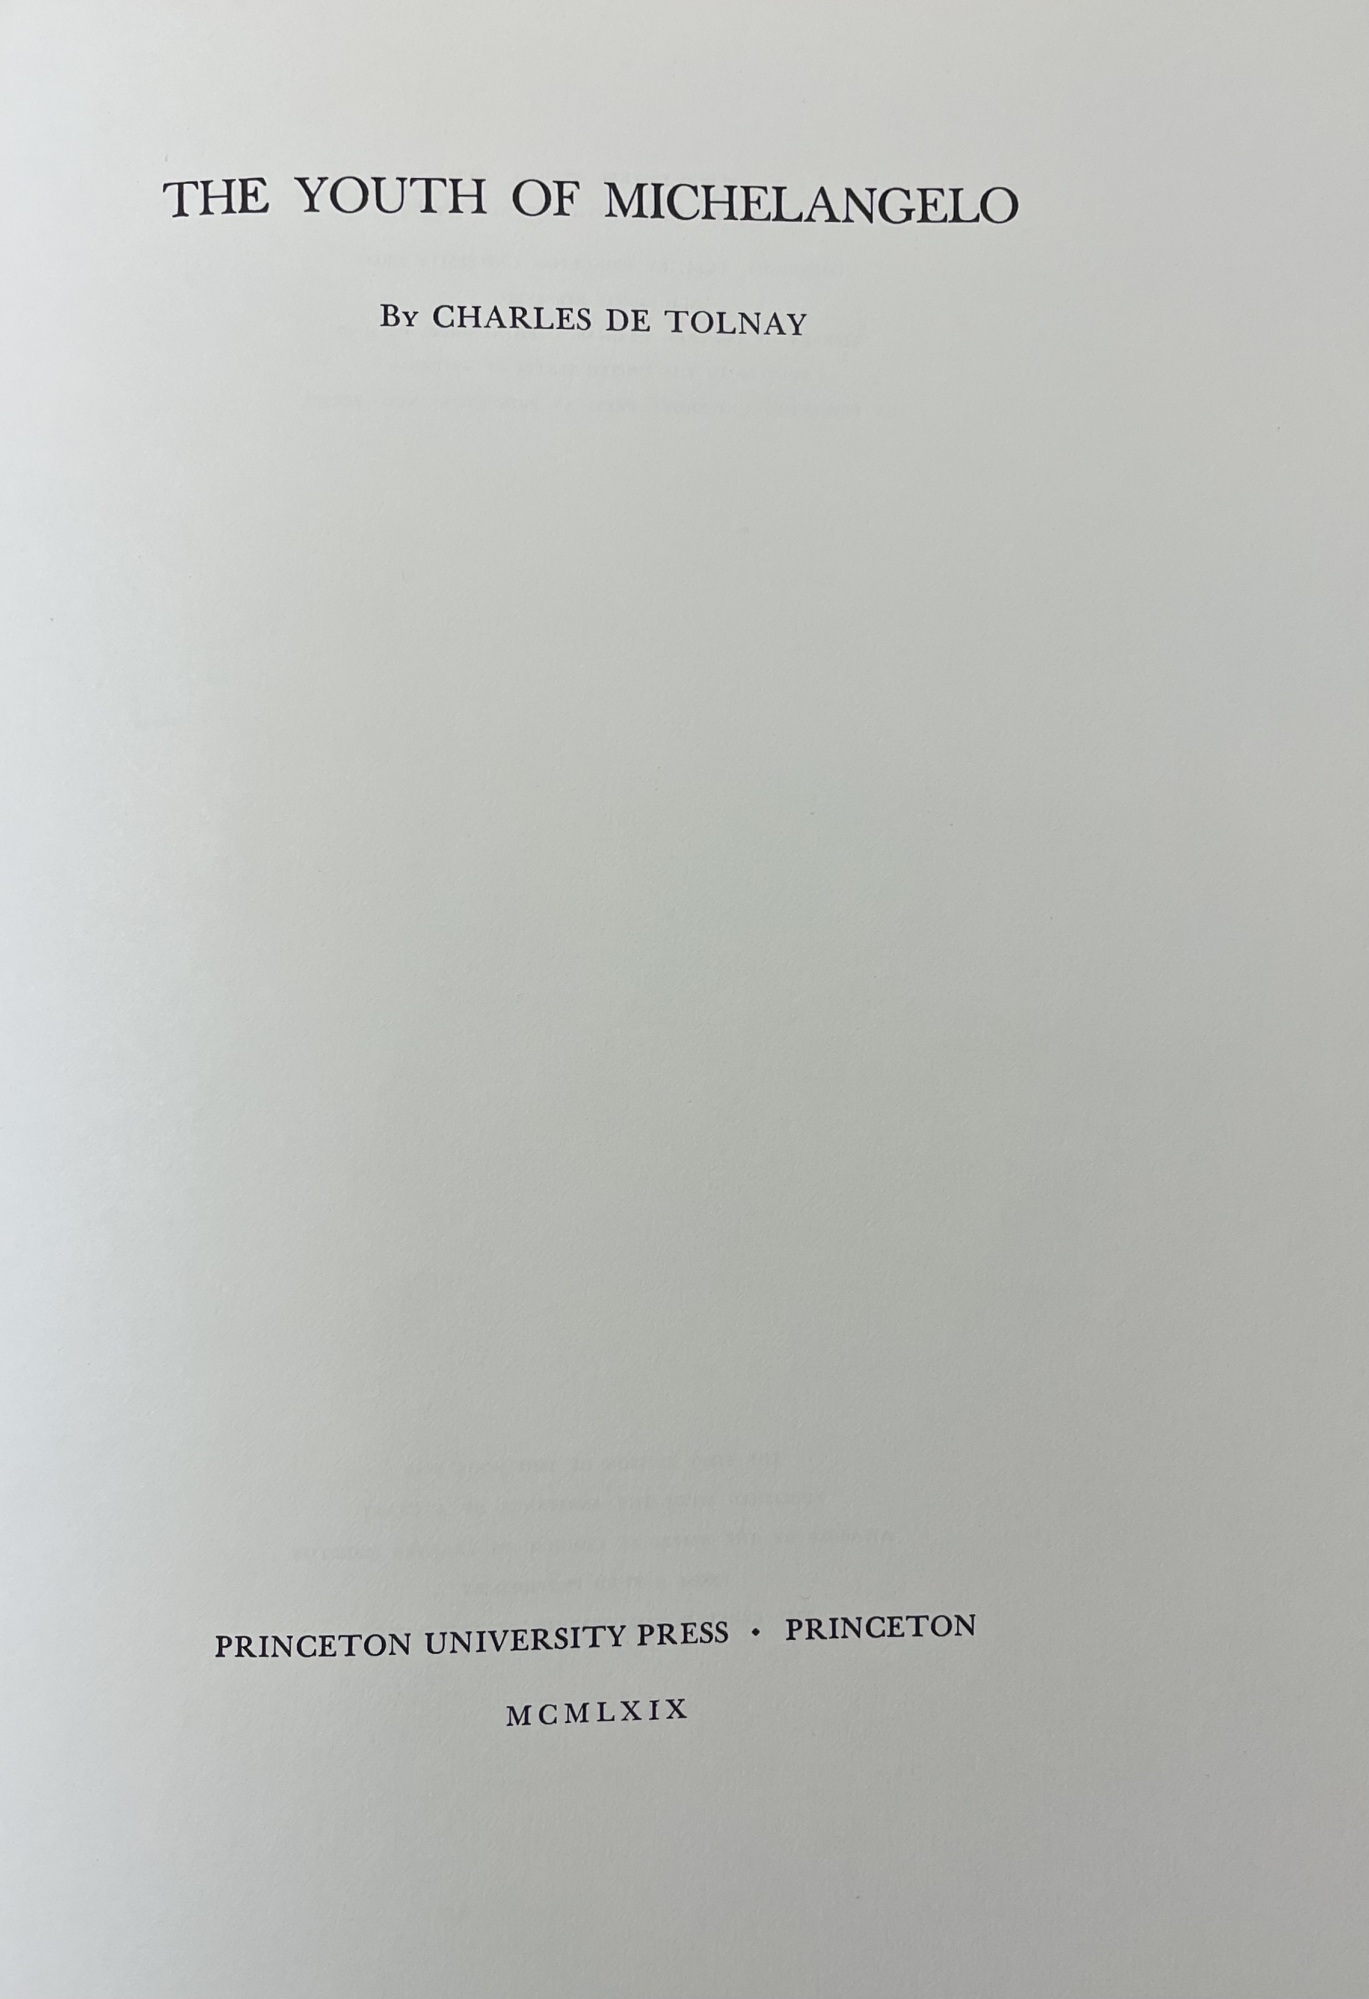 THE YOUTH OF MICHELANGELO
By CHARLES DE TOLNAY
PRINCETON UNIVERSITY PRESS · PRINCETON
MCMLXIX